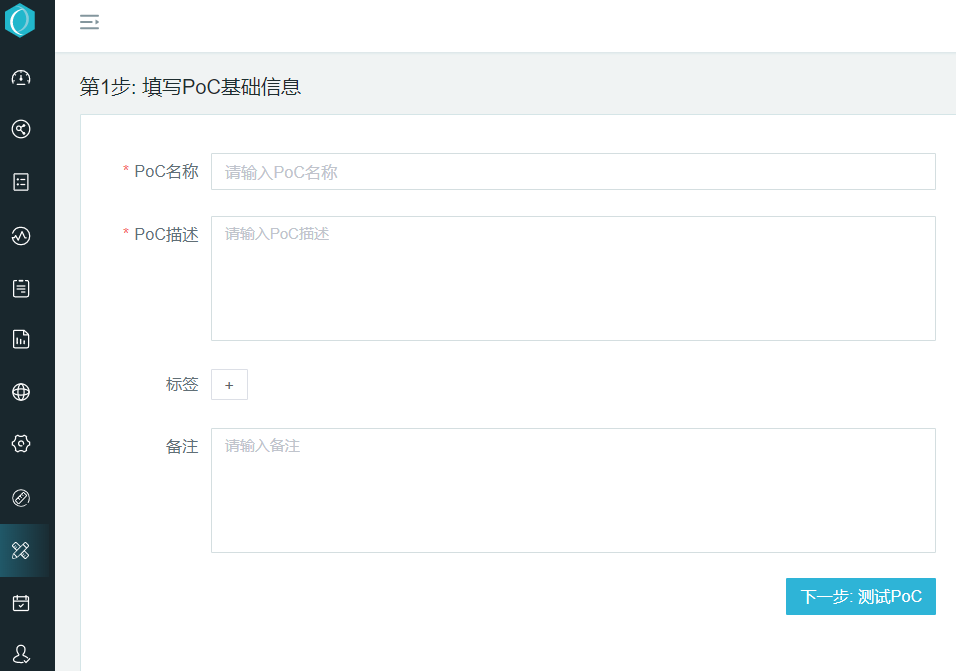 第1步: 填写PoC基础信息
* PoC名称
请输入PoC名称
* PoC描述
请输入PoC描述
标签
+
备注
请输入备注
下一步: 测试PoC